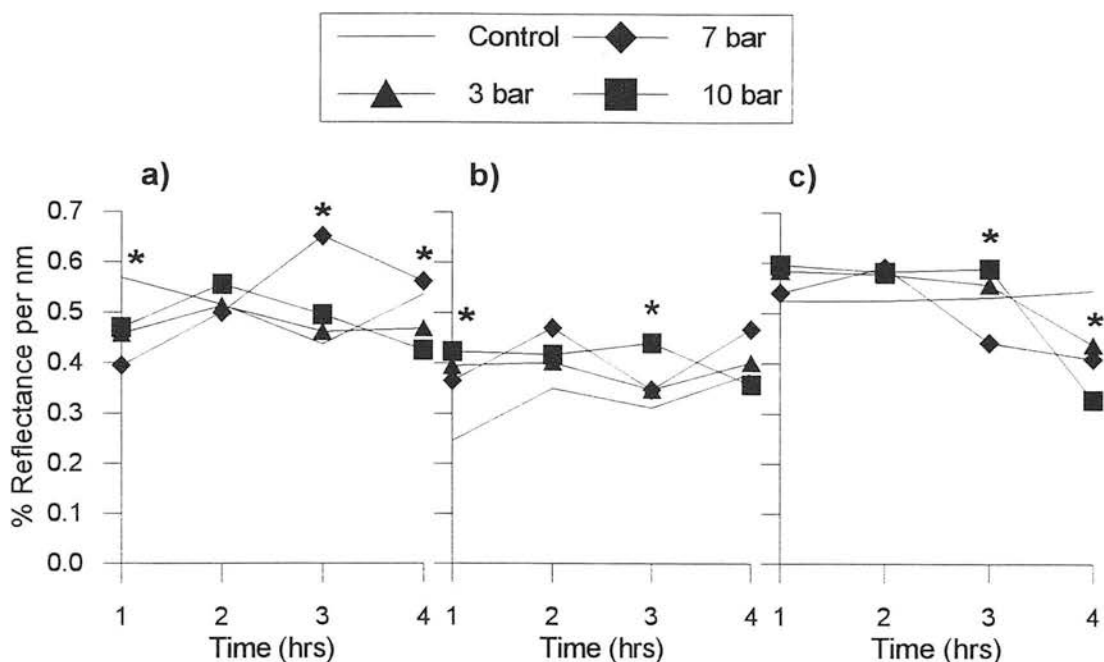 Control 7 bar
3 bar 10 bar
a) b) c)
% Reflectance per nm
0.7
0.6
0.5
0.4
0.3
0.2
0.1
0.0
* * *
* *
* *
1 2 3 4 1 2 3 4 1 2 3 4
Time (hrs) Time (hrs) Time (hrs)